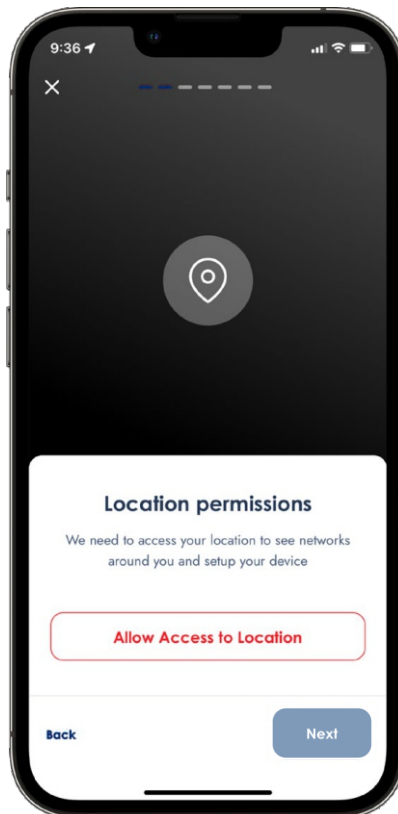 9:36
Location permissions
We need to access your location to see networks
around you and setup your device
Allow Access to Location
Back
Next